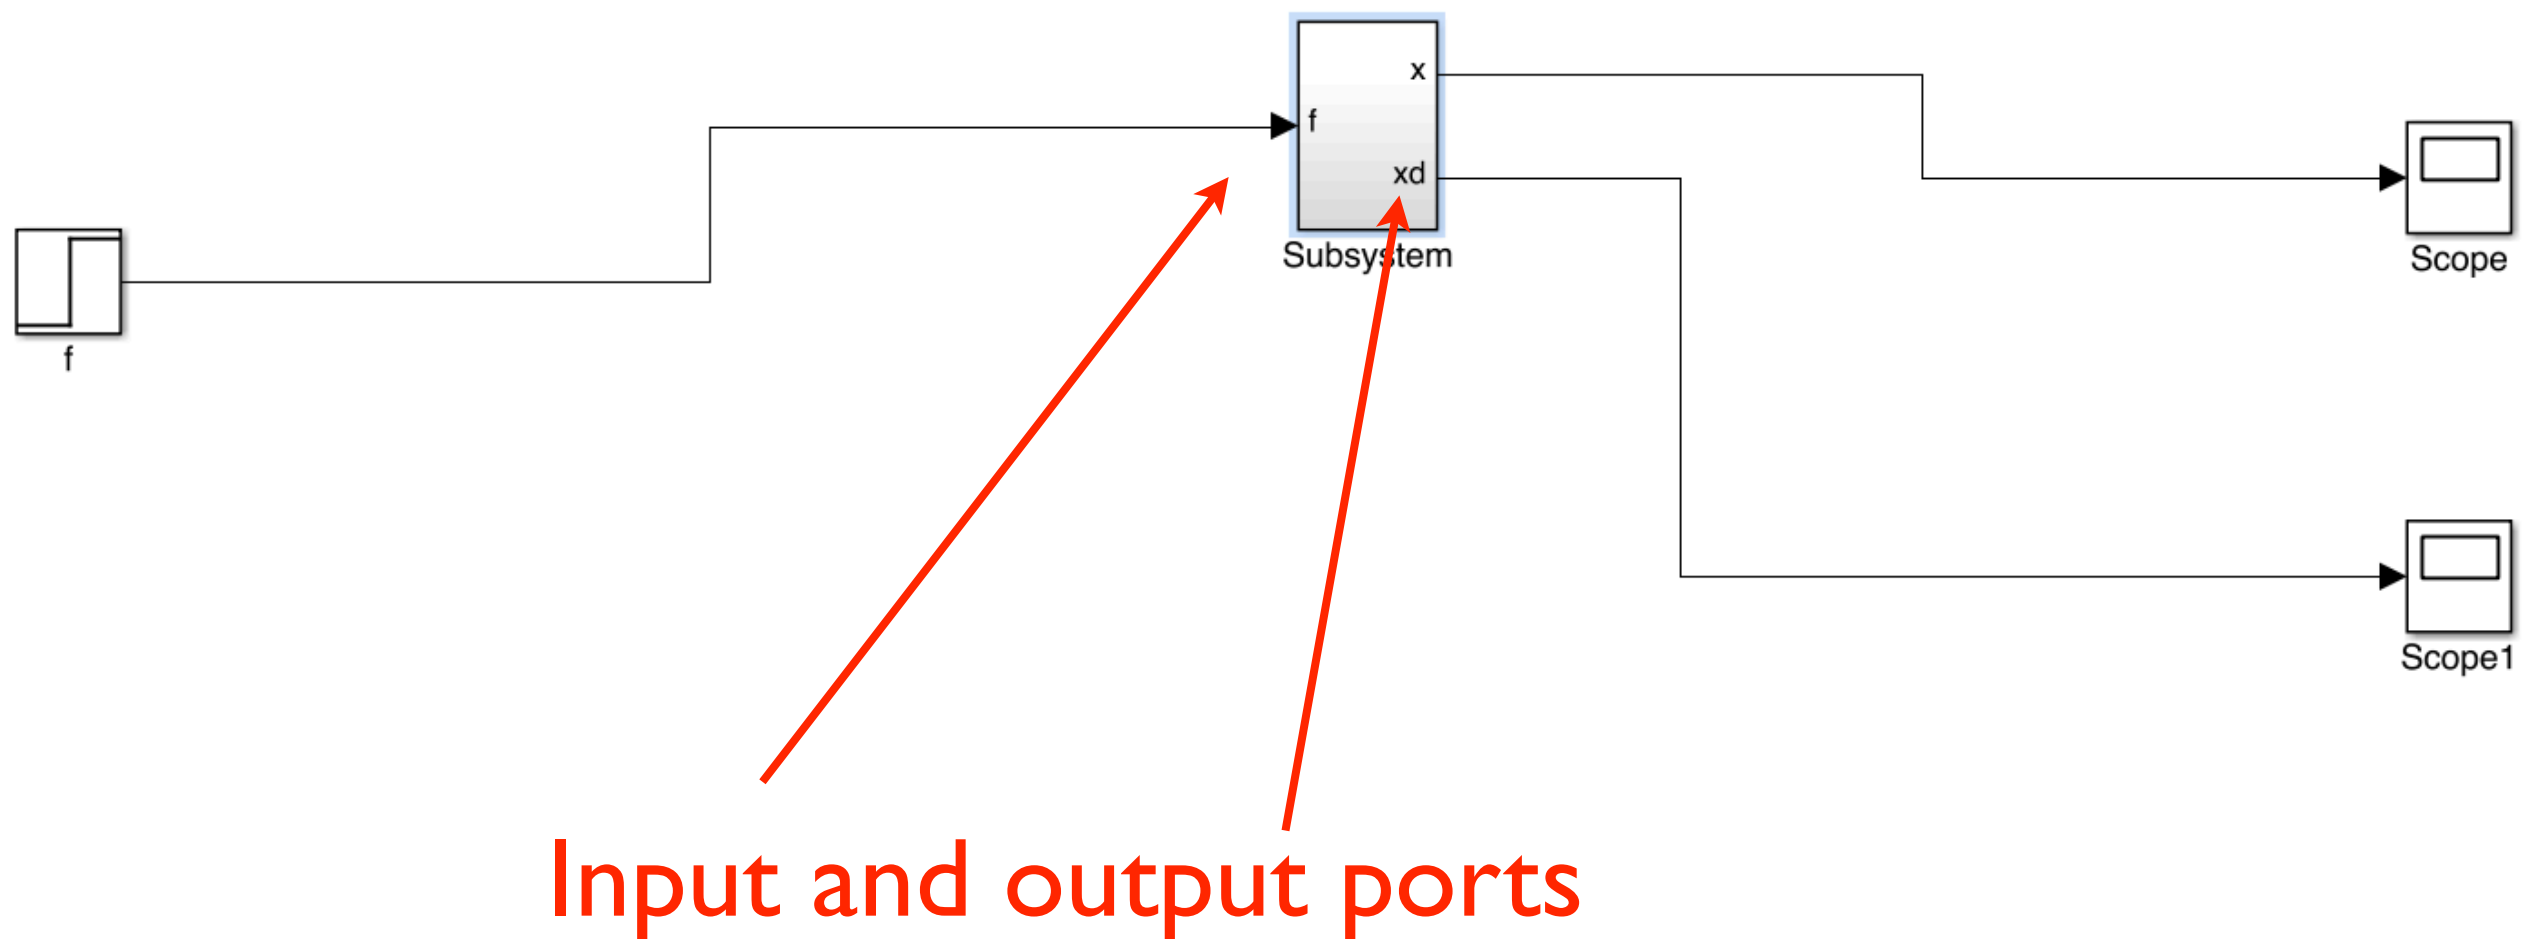 x
f
xd
Subsystem
Scope
f
Scope1
Input and output ports